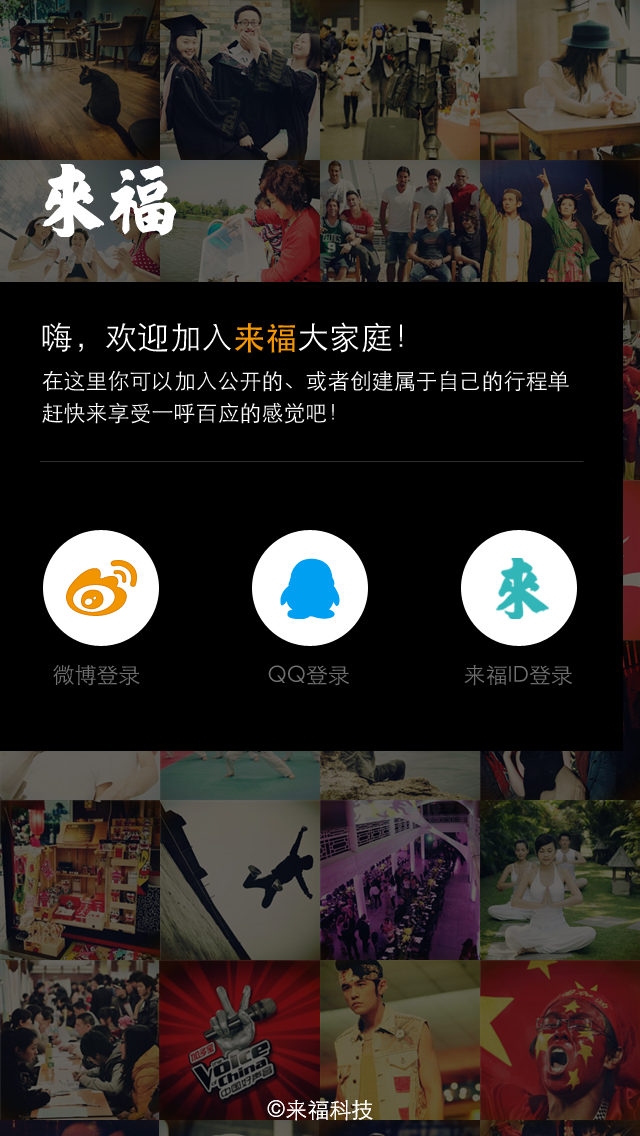 來福
嗨，欢迎加入来福大家庭！
在这里你可以加入公开的、或者创建属于自己的行程单
赶快来享受一呼百应的感觉吧！
來
微博登录
QQ登录
来福ID登录
The
Voice
of China
中国好声音
©来福科技